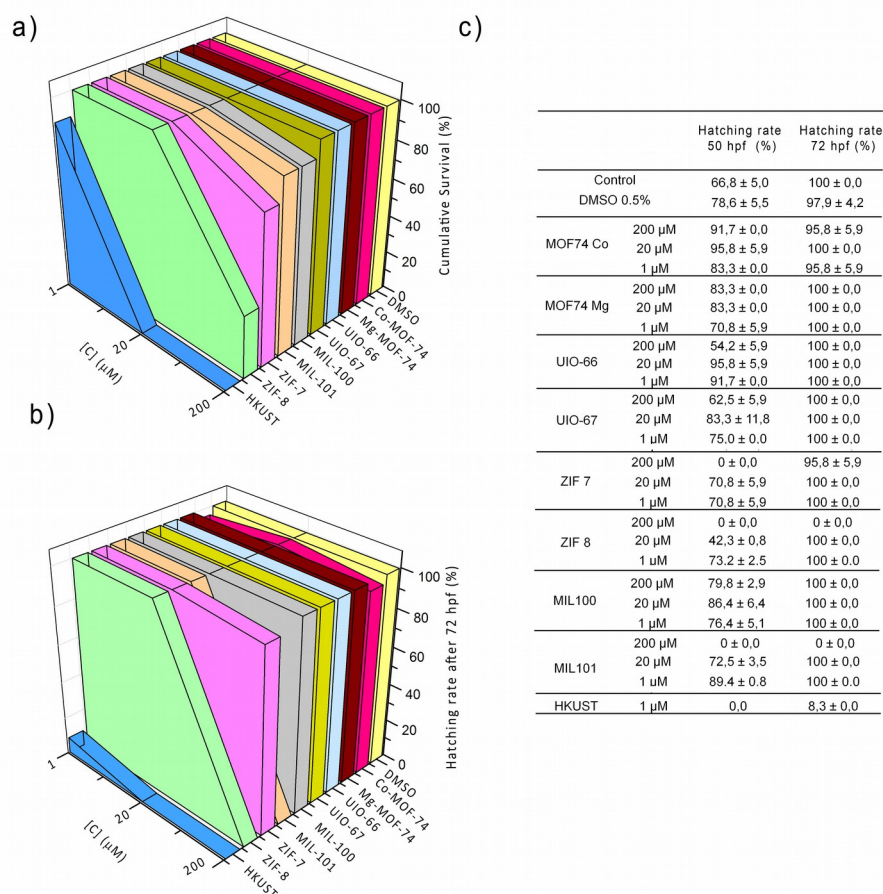 a)
100
80
60
40
20
0
Cumulative Survival (%)
1
20
200
[C] (µM)
DMSO
Co-MOF-74
Mg-MOF-74
UIO-66
UIO-67
MIL-100
MIL-101
ZIF-7
ZIF-8
HKUST
b)
100
80
60
40
20
0
Hatching rate after 72 hpf (%)
1
20
200
[C] (µM)
DMSO
Co-MOF-74
Mg-MOF-74
UIO-66
UIO-67
MIL-100
MIL-101
ZIF-7
ZIF-8
HKUST
c)
Hatching rate Hatching rate
50 hpf (%) 72 hpf (%)
Control 66,8 ± 5,0 100 ± 0,0
DMSO 0.5% 78,6 ± 5,5 97,9 ± 4,2
200 µM 91,7 ± 0,0 95,8 ± 5,9
MOF74 Co 20 µM 95,8 ± 5,9 100 ± 0,0
1 µM 83,3 ± 0,0 95,8 ± 5,9
200 µM 83,3 ± 0,0 100 ± 0,0
MOF74 Mg 20 µM 83,3 ± 0,0 100 ± 0,0
1 µM 70,8 ± 5,9 100 ± 0,0
200 µM 54,2 ± 5,9 100 ± 0,0
UIO-66 20 µM 95,8 ± 5,9 100 ± 0,0
1 µM 91,7 ± 0,0 100 ± 0,0
200 µM 62,5 ± 5,9 100 ± 0,0
UIO-67 20 µM 83,3 ± 11,8 100 ± 0,0
1 µM 75,0 ± 0,0 100 ± 0,0
200 µM 0 ± 0,0 95,8 ± 5,9
ZIF 7 20 µM 70,8 ± 5,9 100 ± 0,0
1 µM 70,8 ± 5,9 100 ± 0,0
200 µM 0 ± 0,0 0 ± 0,0
ZIF 8 20 µM 42,3 ± 0,8 100 ± 0,0
1 µM 73.2 ± 2.5 100 ± 0.0
200 µM 79,8 ± 2,9 100 ± 0,0
MIL100 20 µM 86,4 ± 6,4 100 ± 0,0
1 µM 76,4 ± 5,1 100 ± 0,0
200 µM 0 ± 0,0 0 ± 0,0
MIL101 20 µM 72,5 ± 3,5 100 ± 0,0
1 uM 89.4 ± 0.8 100 ± 0,0
HKUST 1 µM 0,0 8,3 ± 0,0